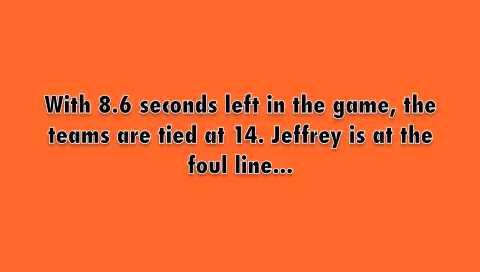 With 8.6 seconds left in the game, the
teams are tied at 14. Jeffrey is at the
foul line...